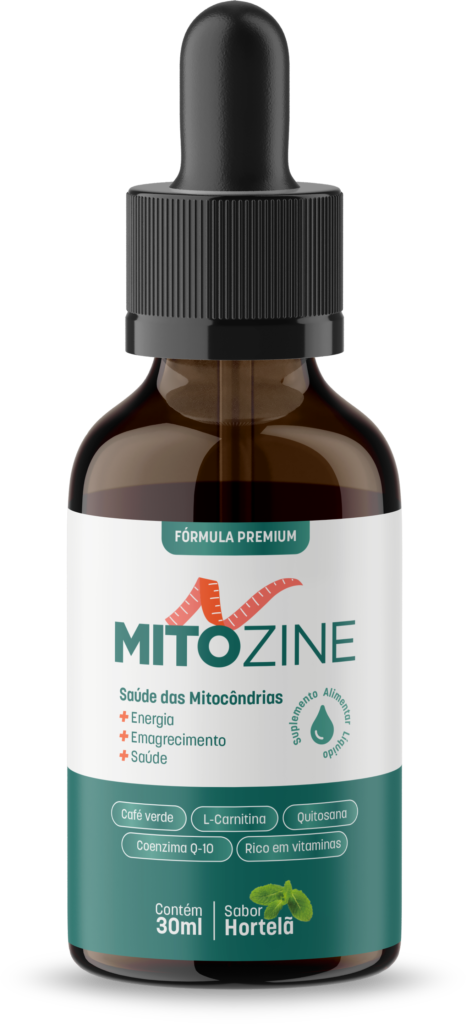 FÓRMULA PREMIUM
MITOZINE
Saúde das Mitocôndrias
+ Energia
+ Emagrecimento
+ Saúde
Suplemento Alimentar Líquido
Café verde
L-Carnitina
Quitosana
Coenzima Q-10
Rico em vitaminas
Contém
30ml
Sabor
Hortelã